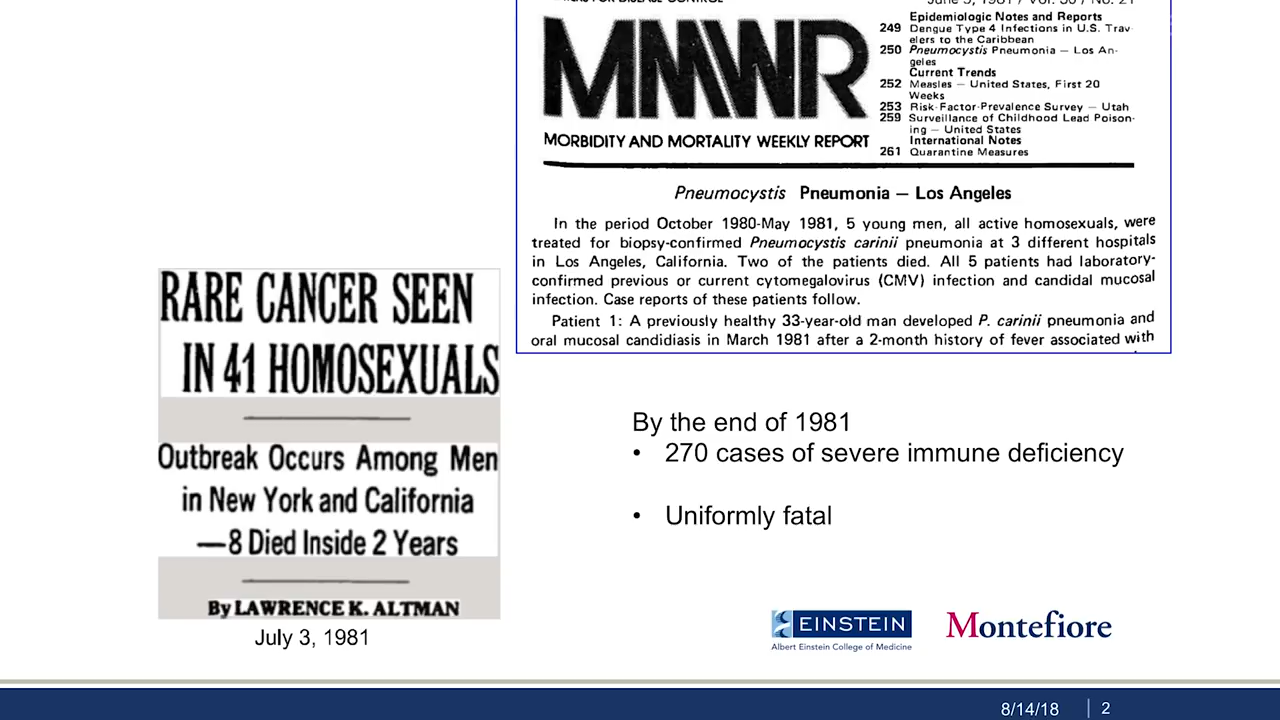 June 5, 1981 / Vol. 30 / No. 21
Epidemiologic Notes and Reports
249 Dengue Type 4 Infections in U.S. Trav-
elers to the Caribbean
250 Pneumocystis Pneumonia – Los An-
geles
Current Trends
252 Measles – United States, First 20
Weeks
253 Risk-Factor-Prevalence Survey – Utah
259 Surveillance of Childhood Lead Poison-
ing – United States
International Notes
261 Quarantine Measures
MMWR
MORBIDITY AND MORTALITY WEEKLY REPORT
Pneumocystis Pneumonia – Los Angeles
In the period October 1980-May 1981, 5 young men, all active homosexuals, were
treated for biopsy-confirmed Pneumocystis carinii pneumonia at 3 different hospitals
in Los Angeles, California. Two of the patients died. All 5 patients had laboratory-
confirmed previous or current cytomegalovirus (CMV) infection and candidal mucosal
infection. Case reports of these patients follow.
Patient 1: A previously healthy 33-year-old man developed P. carinii pneumonia and
oral mucosal candidiasis in March 1981 after a 2-month history of fever associated with
RARE CANCER SEEN
IN 41 HOMOSEXUALS
Outbreak Occurs Among Men
in New York and California
—8 Died Inside 2 Years
By LAWRENCE K. ALTMAN
July 3, 1981
By the end of 1981
• 270 cases of severe immune deficiency
• Uniformly fatal
EINSTEIN
Albert Einstein College of Medicine
Montefiore
8/14/18 | 2